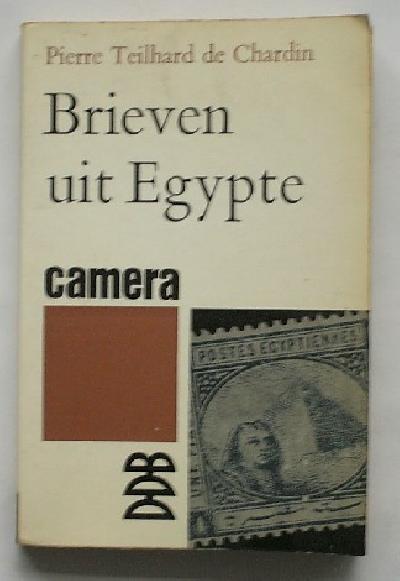 Pierre Teilhard de Chardin
Brieven
uit Egypte
camera
POSTES EGYPTIENNES
DDB